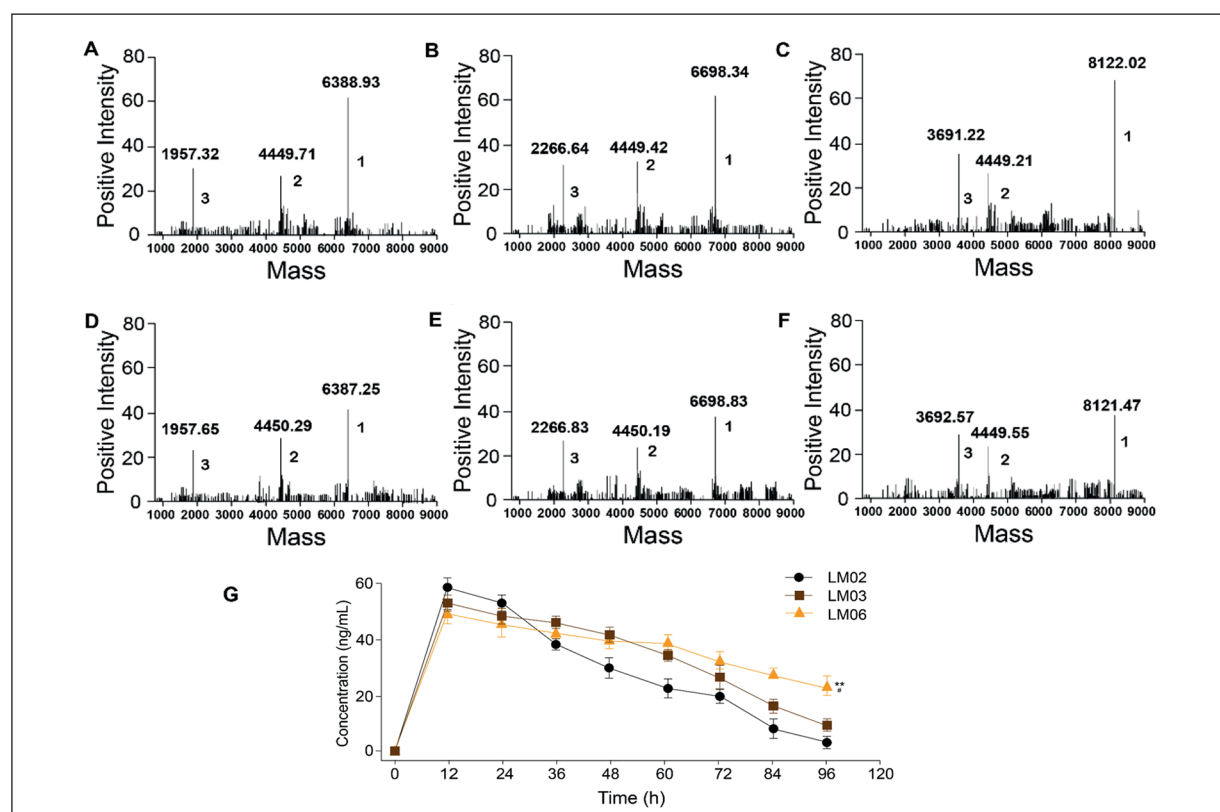 A
80
60
40
20
0
Positive Intensity
6388.93
1957.32
4449.71
1
2
3
1000 2000 3000 4000 5000 6000 7000 8000 9000
Mass
B
80
60
40
20
0
Positive Intensity
6698.34
2266.64
4449.42
1
2
3
1000 2000 3000 4000 5000 6000 7000 8000 9000
Mass
C
80
60
40
20
0
Positive Intensity
8122.02
3691.22
4449.21
1
3
2
1000 2000 3000 4000 5000 6000 7000 8000 9000
Mass
D
80
60
40
20
0
Positive Intensity
6387.25
1957.65
4450.29
1
2
3
1000 2000 3000 4000 5000 6000 7000 8000 9000
Mass
E
80
60
40
20
0
Positive Intensity
6698.83
2266.83
4450.19
1
2
3
1000 2000 3000 4000 5000 6000 7000 8000 9000
Mass
F
80
60
40
20
0
Positive Intensity
8121.47
3692.57
4449.55
1
3
2
1000 2000 3000 4000 5000 6000 7000 8000 9000
Mass
G
60
40
20
0
Concentration (ng/mL)
LM02
LM03
LM06
**
#
0 12 24 36 48 60 72 84 96 120
Time (h)